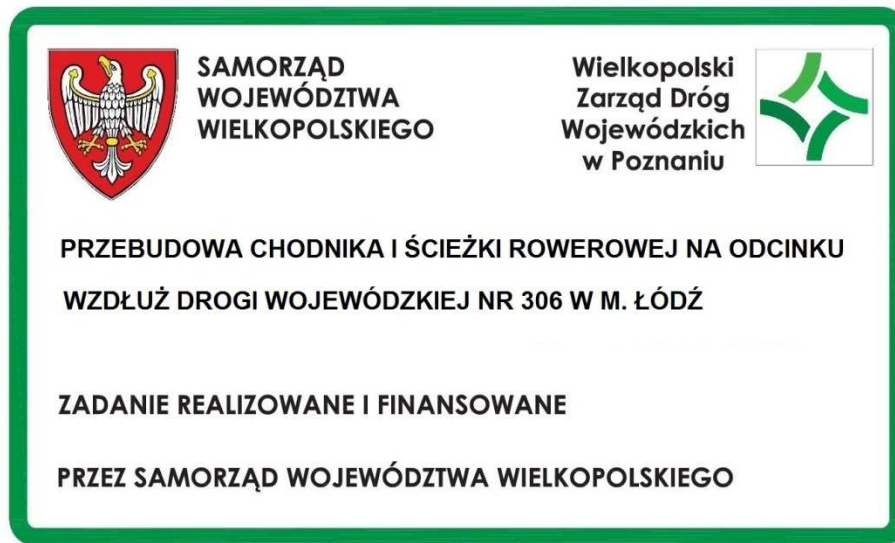 SAMORZĄD
WOJEWÓDZTWA
WIELKOPOLSKIEGO
Wielkopolski
Zarząd Dróg
Wojewódzkich
w Poznaniu
PRZEBUDOWA CHODNIKA I ŚCIEŻKI ROWEROWEJ NA ODCINKU
WZDŁUŻ DROGI WOJEWÓDZKIEJ NR 306 W M. ŁÓDŹ
ZADANIE REALIZOWANE I FINANSOWANE
PRZEZ SAMORZĄD WOJEWÓDZTWA WIELKOPOLSKIEGO